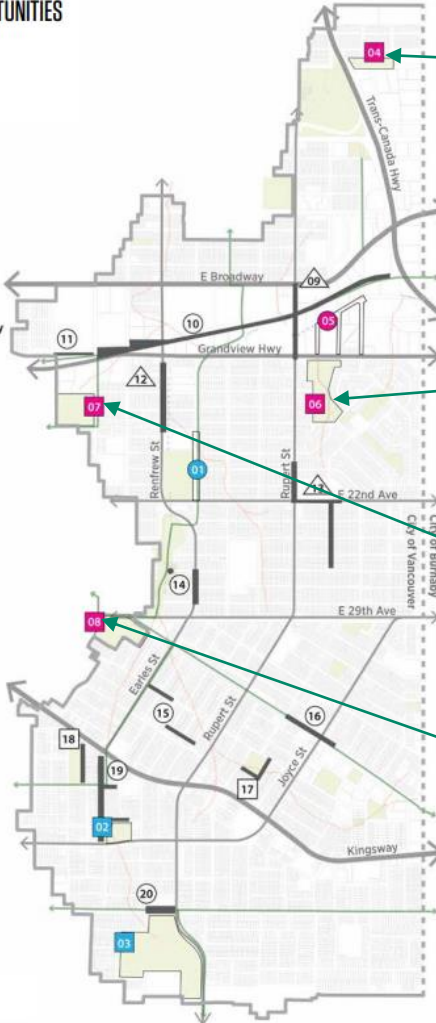 TUNITIES
04
Trans-Canada Hwy
E Broadway
09
05
11
10
Grandview Hwy
12
07
06
Renfrew St
01
Rupert St
13
E 22nd Ave
City of Vancouver
City of Burnaby
14
08
E 29th Ave
Earles St
15
Rupert St
16
18
19
17
Joyce St
02
Kingsway
20
03